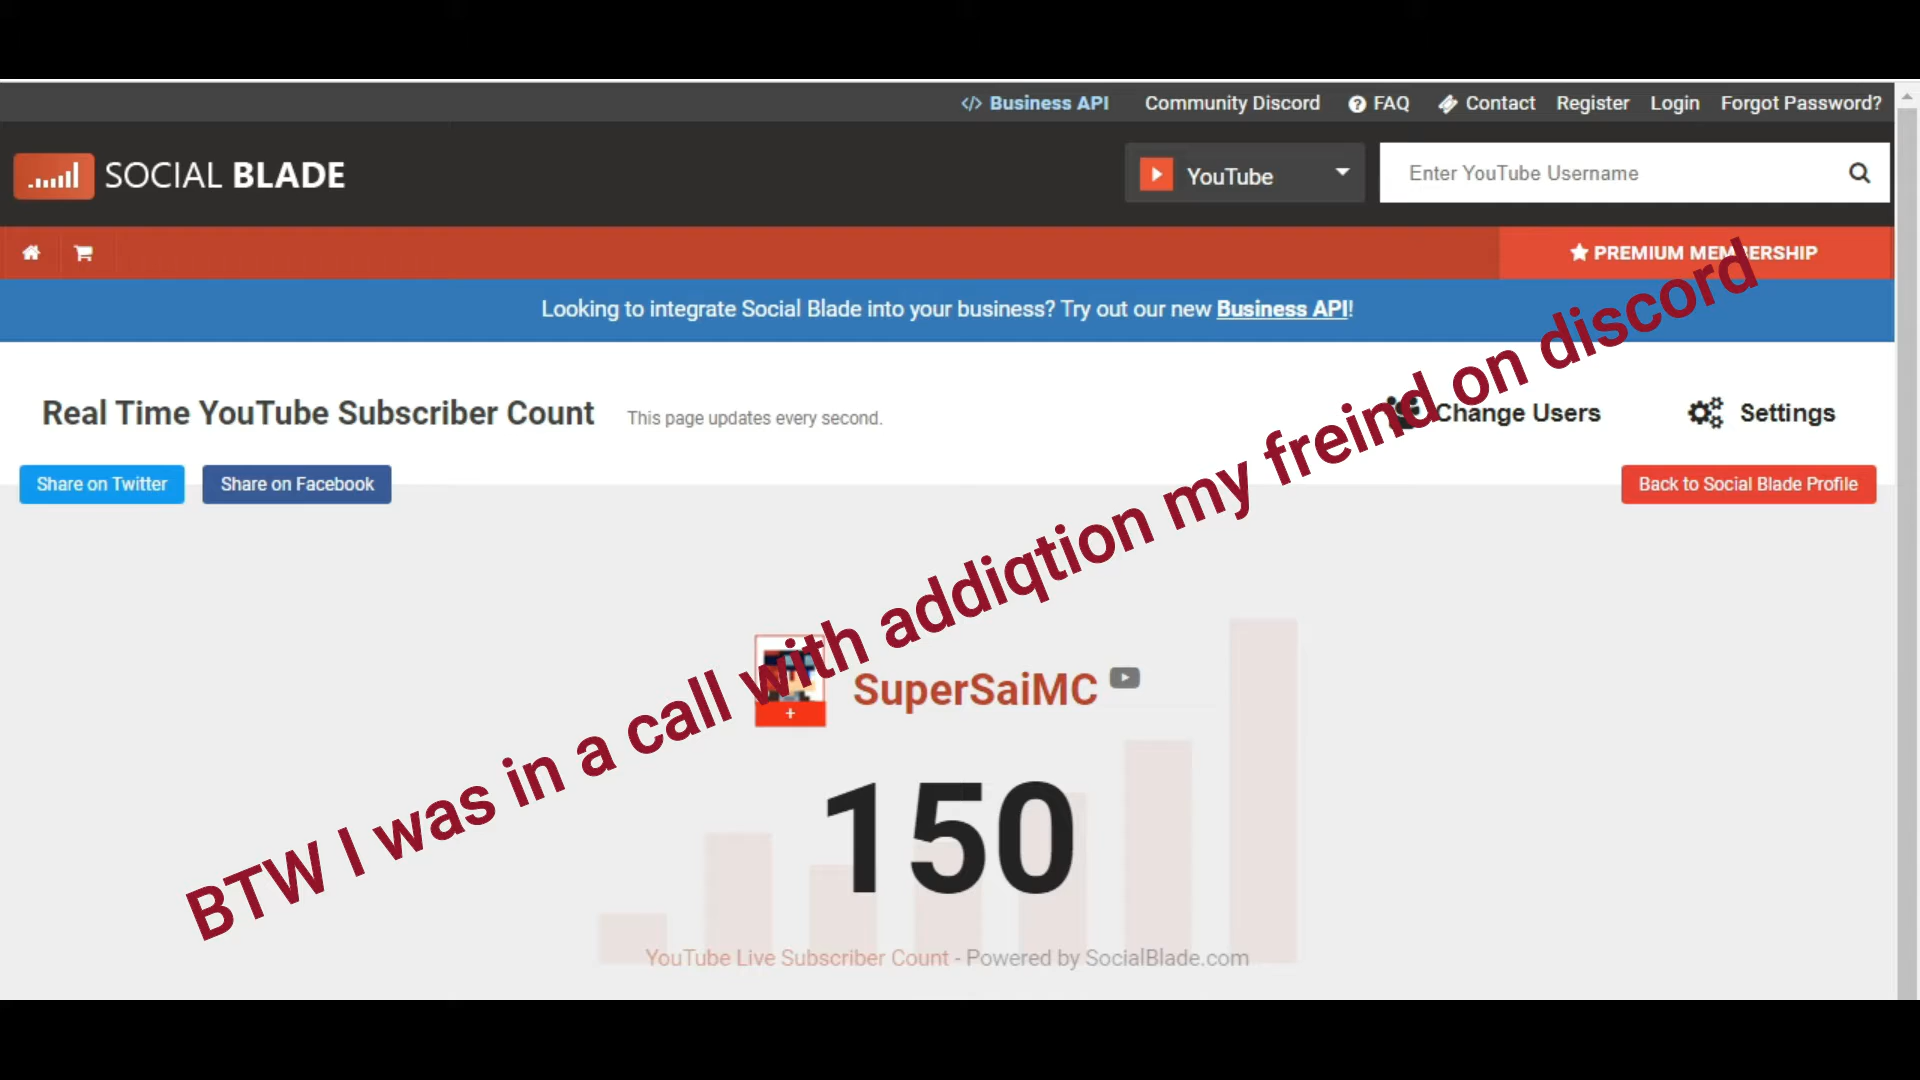 Business API Community Discord FAQ Contact Register Login Forgot Password?
SOCIAL BLADE YouTube Enter YouTube Username
PREMIUM MEMBERSHIP
Looking to integrate Social Blade into your business? Try out our new Business API!
Real Time YouTube Subscriber Count This page updates every second. Change Users Settings
Share on Twitter Share on Facebook Back to Social Blade Profile
BTW I was in a call with addiqtion my freind on discord
SuperSaiMC
150
YouTube Live Subscriber Count - Powered by SocialBlade.com